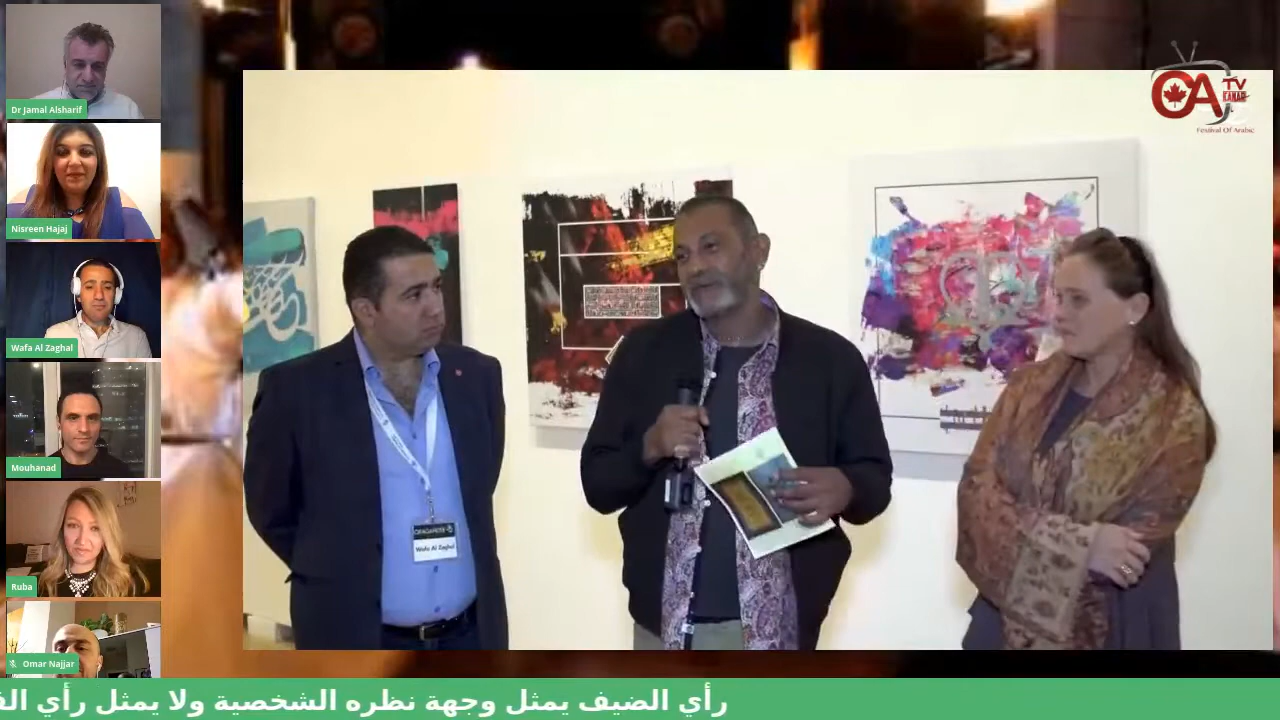 Dr Jamal Alsharif
Nisreen Hajaj
Wafa Al Zaghal
Mouhanad
Ruba
Omar Najjar
OA TV
Festival Of Arabic
Wafa Al Zaghal
رأي الضيف يمثل وجهة نظره الشخصية ولا يمثل رأي